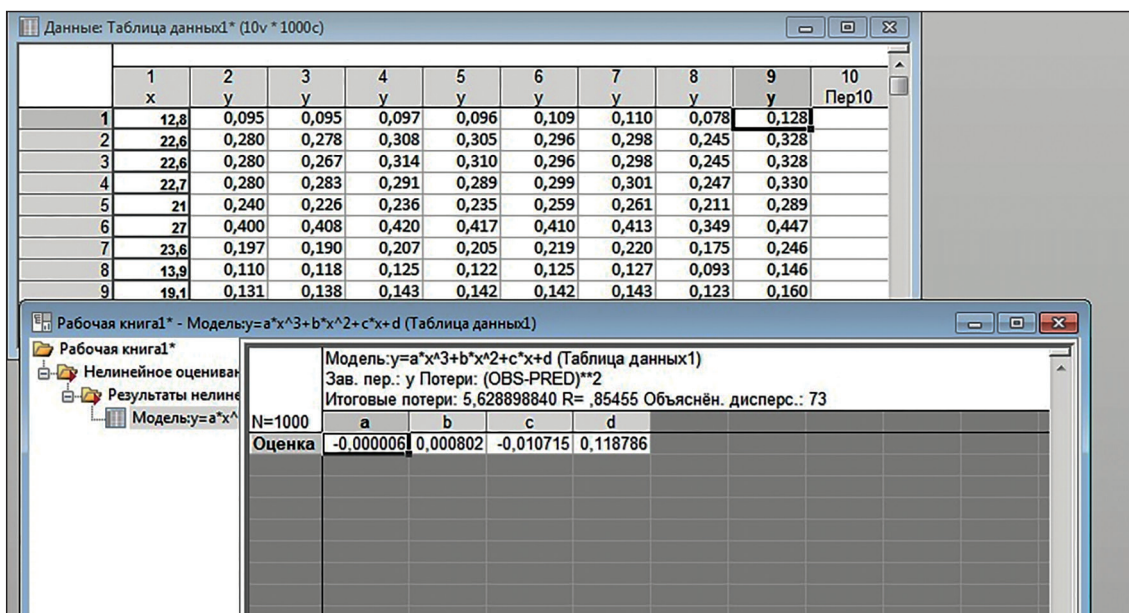 Данные: Таблица данных1* (10v * 1000c)
1 2 3 4 5 6 7 8 9 10
x y y y y y y y y Пер10
1 12,8 0,095 0,095 0,097 0,096 0,109 0,110 0,078 0,128
2 22,6 0,280 0,278 0,308 0,305 0,296 0,298 0,245 0,328
3 22,6 0,280 0,267 0,314 0,310 0,296 0,298 0,245 0,328
4 22,7 0,280 0,283 0,291 0,289 0,299 0,301 0,247 0,330
5 21 0,240 0,226 0,236 0,235 0,259 0,261 0,211 0,289
6 27 0,400 0,408 0,420 0,417 0,410 0,413 0,349 0,447
7 23,6 0,197 0,190 0,207 0,205 0,219 0,220 0,175 0,246
8 13,9 0,110 0,118 0,125 0,122 0,125 0,127 0,093 0,146
9 19,1 0,131 0,138 0,143 0,142 0,142 0,143 0,123 0,160
Рабочая книга1* - Модель:y=a*x^3+b*x^2+c*x+d (Таблица данных1)
Рабочая книга1*
Нелинейное оцениван
Результаты нелине
Модель:y=a*x^
Модель:y=a*x^3+b*x^2+c*x+d (Таблица данных1)
Зав. пер.: y Потери: (OBS-PRED)**2
Итоговые потери: 5,628898840 R= ,85455 Объяснён. дисперс.: 73
N=1000 a b c d
Оценка -0,000006 0,000802 -0,010715 0,118786